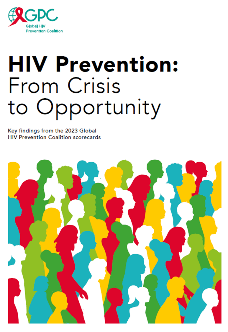 GPC
Global HIV
Prevention Coalition
HIV Prevention:
From Crisis
to Opportunity
Key findings from the 2023 Global
HIV Prevention Coalition scorecards